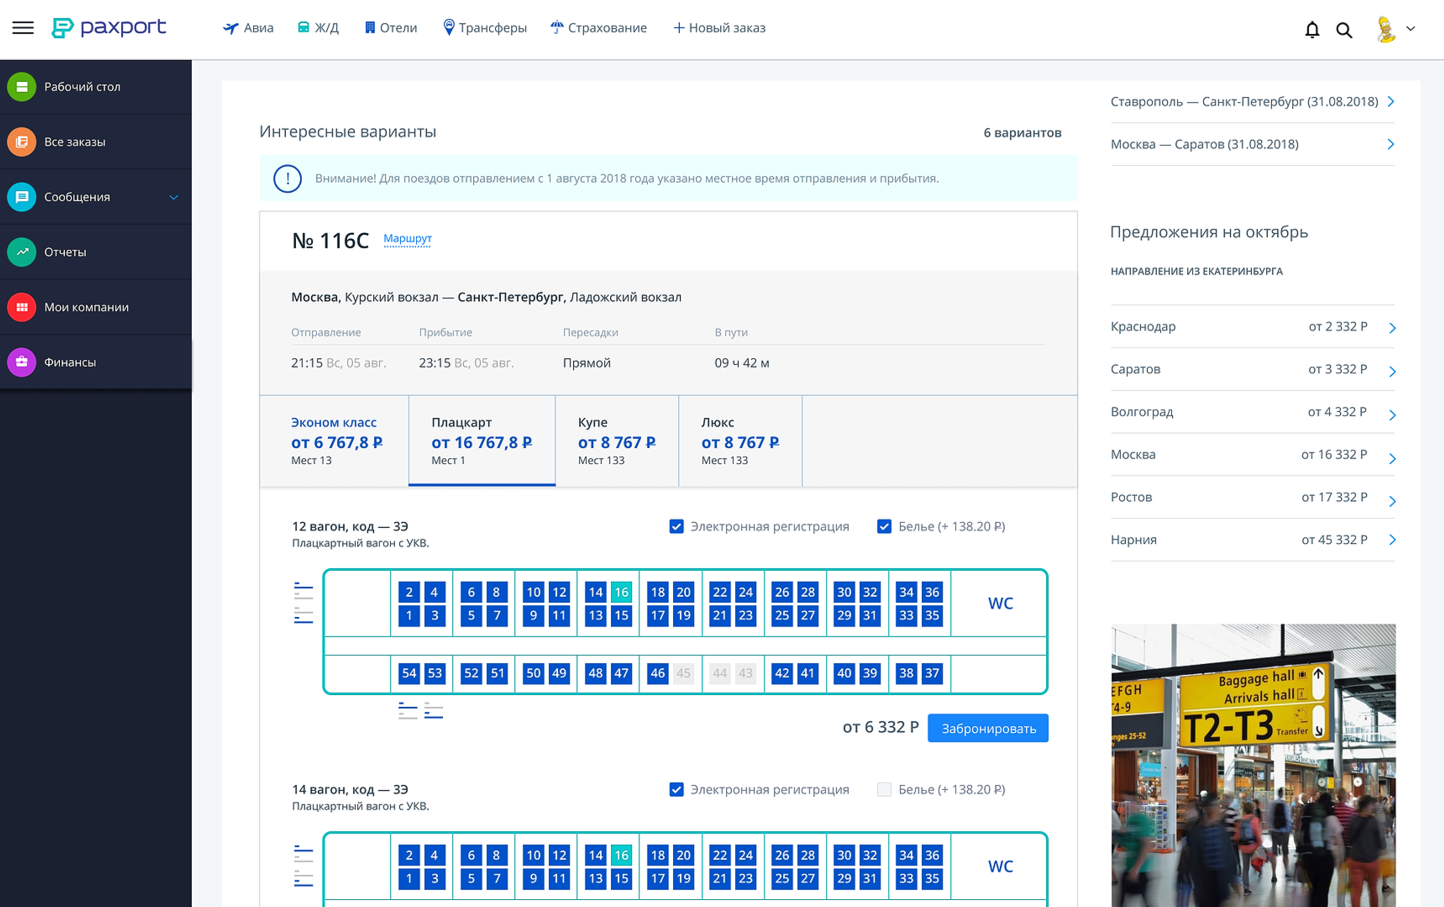 paxport
Авиа
Ж/Д
Отели
Трансферы
Страхование
+ Новый заказ
Рабочий стол
Все заказы
Сообщения
Отчеты
Мои компании
Финансы
Интересные варианты
6 вариантов
! Внимание! Для поездов отправлением с 1 августа 2018 года указано местное время отправления и прибытия.
№ 116С Маршрут
Москва, Курский вокзал — Санкт-Петербург, Ладожский вокзал
Отправление Прибытие Пересадки В пути
21:15 Вс, 05 авг. 23:15 Вс, 05 авг. Прямой 09 ч 42 м
Эконом класс
от 6 767,8 ₽
Мест 13
Плацкарт
от 16 767,8 ₽
Мест 1
Купе
от 8 767 ₽
Мест 133
Люкс
от 8 767 ₽
Мест 133
12 вагон, код — 3Э
Плацкартный вагон с УКВ.
Электронная регистрация
Белье (+ 138.20 ₽)
2 4 6 8 10 12 14 16 18 20 22 24 26 28 30 32 34 36
1 3 5 7 9 11 13 15 17 19 21 23 25 27 29 31 33 35
WC
54 53 52 51 50 49 48 47 46 45 44 43 42 41 40 39 38 37
от 6 332 Р
Забронировать
14 вагон, код — 3Э
Плацкартный вагон с УКВ.
Электронная регистрация
Белье (+ 138.20 ₽)
2 4 6 8 10 12 14 16 18 20 22 24 26 28 30 32 34 36
1 3 5 7 9 11 13 15 17 19 21 23 25 27 29 31 33 35
WC
Ставрополь — Санкт-Петербург (31.08.2018)
Москва — Саратов (31.08.2018)
Предложения на октябрь
НАПРАВЛЕНИЕ ИЗ ЕКАТЕРИНБУРГА
Краснодар от 2 332 Р
Саратов от 3 332 Р
Волгоград от 4 332 Р
Москва от 16 332 Р
Ростов от 17 332 Р
Нарния от 45 332 Р
Baggage hall
Arrivals hall
T2-T3
Transfer
EFGH
T4-9